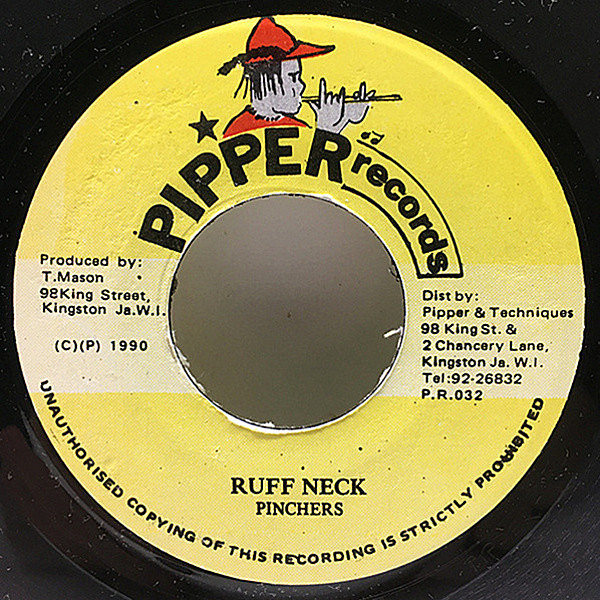 PIPPER records
Produced by:
T.Mason
98King Street,
Kingston Ja.W.I.
(C)(P) 1990
Dist by:
Pipper & Techniques
98 King St. &
2 Chancery Lane,
Kingston Ja. W.I.
Tel:92-26832
P.R.032
RUFF NECK
PINCHERS
UNAUTHORISED COPYING OF THIS RECORDING IS STRICTLY PROHIBITED